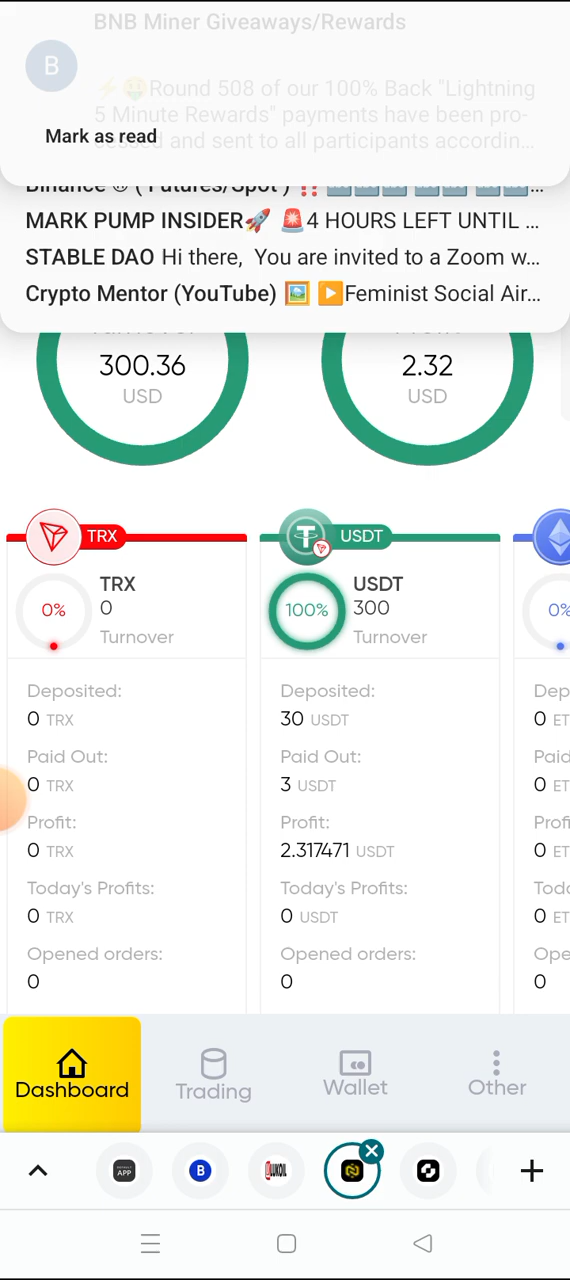 BNB Miner Giveaways/Rewards
B
⚡🤑Round 508 of our 100% Back "Lightning
5 Minute Rewards" payments have been pro-
cessed and sent to all participants accordin...
Mark as read
Binance ® ( Futures/Spot ) ‼️
MARK PUMP INSIDER🚀 🚨4 HOURS LEFT UNTIL ...
STABLE DAO Hi there,  You are invited to a Zoom w...
Crypto Mentor (YouTube) 🖼️ ▶️Feminist Social Air...
300.36
USD
2.32
USD
TRX
USDT
0%
TRX
0
Turnover
100%
USDT
300
Turnover
0%
Deposited:
0 TRX
Paid Out:
0 TRX
Profit:
0 TRX
Today's Profits:
0 TRX
Opened orders:
0
Deposited:
30 USDT
Paid Out:
3 USDT
Profit:
2.317471 USDT
Today's Profits:
0 USDT
Opened orders:
0
Dep
0 ET
Paid
0 ET
Profi
0 ET
Toda
0 ET
Ope
0
Dashboard
Trading
Wallet
Other
APP
B
LUKOIL